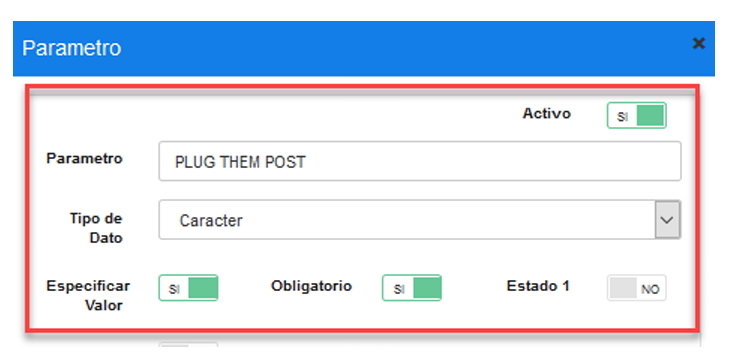 Parametro ×
Activo SI
Parametro PLUG THEM POST
Tipo de Dato Caracter
Especificar Valor SI Obligatorio SI Estado 1 NO